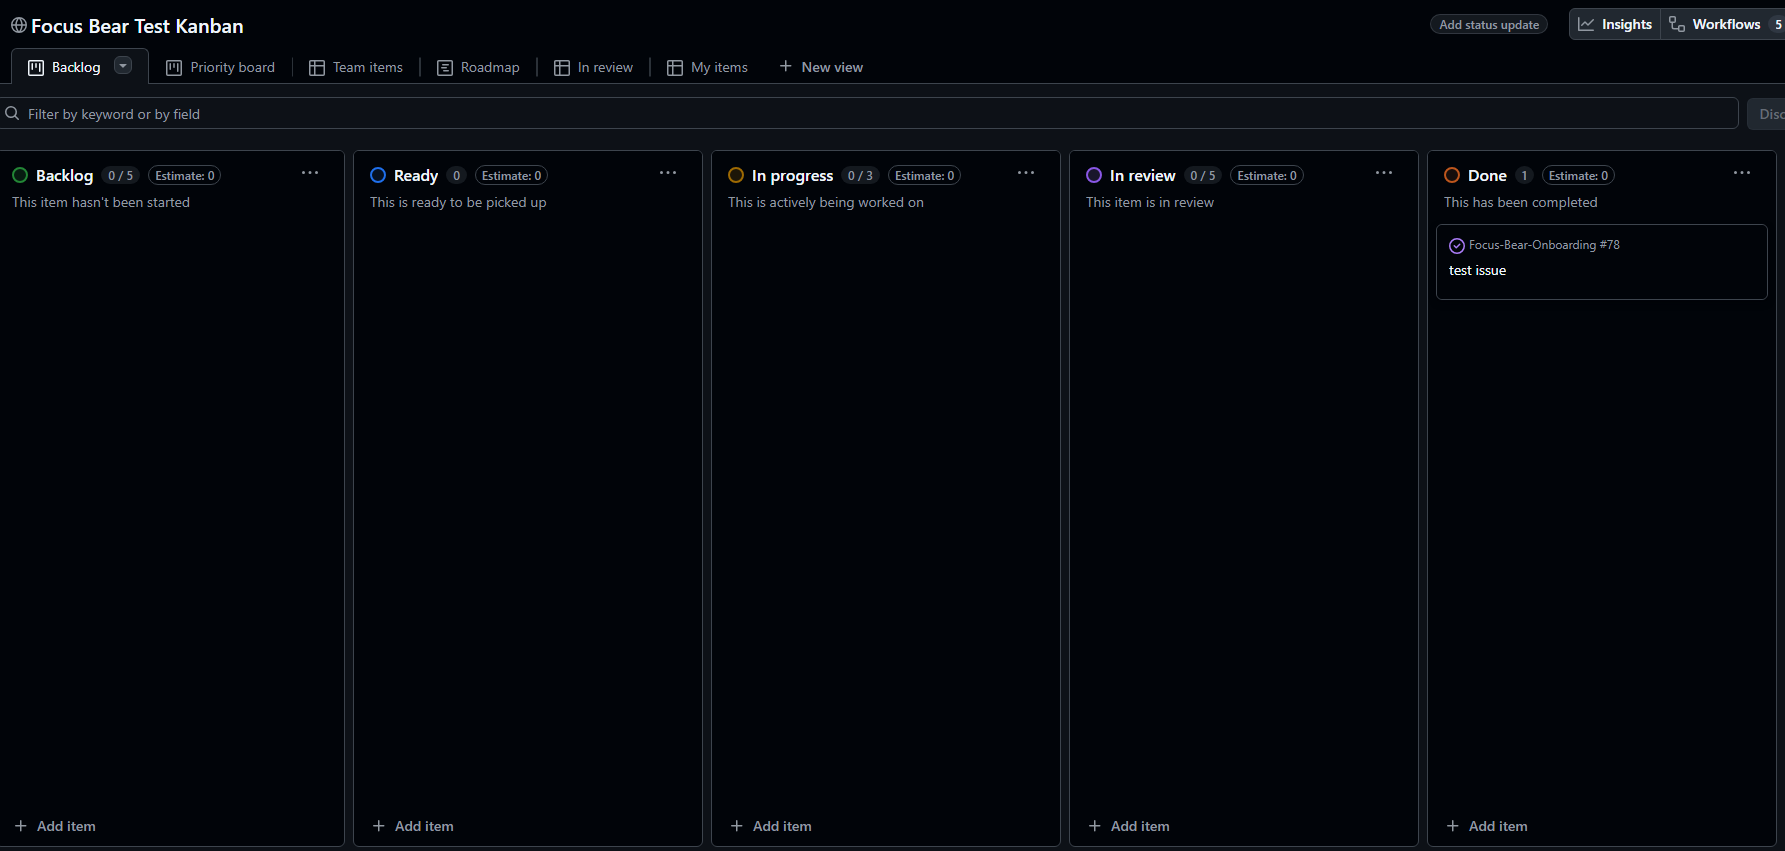 Focus Bear Test Kanban
Add status update
Insights
Workflows 5
Backlog
Priority board
Team items
Roadmap
In review
My items
New view
Filter by keyword or by field
Disc
Backlog 0 / 5 Estimate: 0
This item hasn't been started
Ready 0 Estimate: 0
This is ready to be picked up
In progress 0 / 3 Estimate: 0
This is actively being worked on
In review 0 / 5 Estimate: 0
This item is in review
Done 1 Estimate: 0
This has been completed
Focus-Bear-Onboarding #78
test issue
Add item
Add item
Add item
Add item
Add item